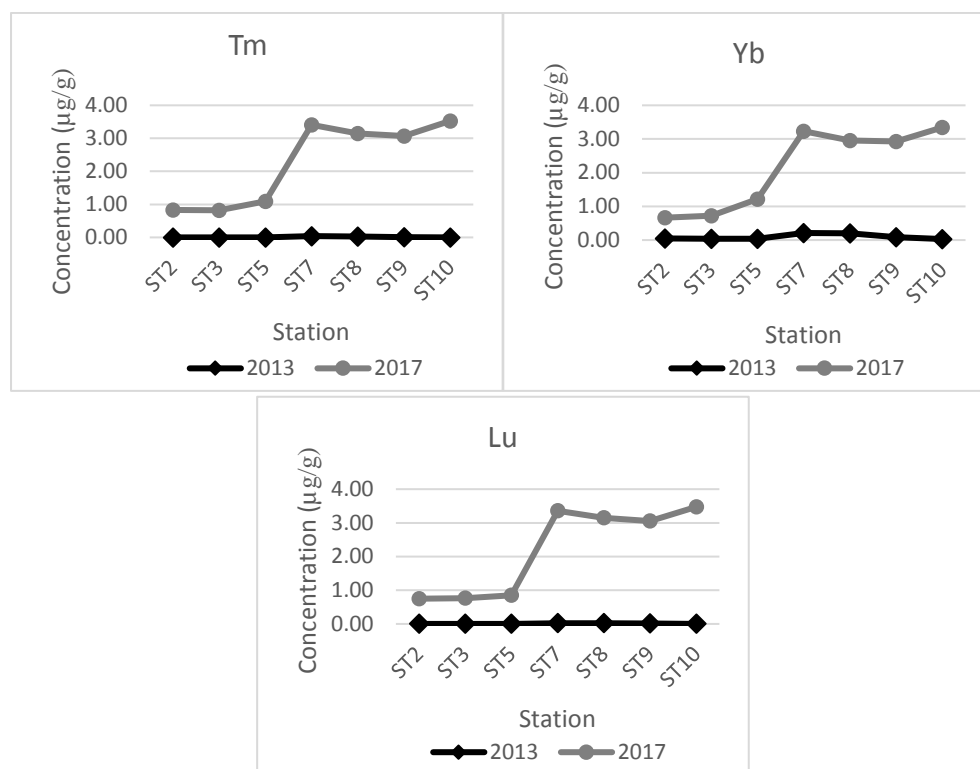 Tm
Concentration (µg/g)
4.00
3.00
2.00
1.00
0.00
ST2
ST3
ST5
ST7
ST8
ST9
ST10
Station
2013
2017
Yb
Concentration (µg/g)
4.00
3.00
2.00
1.00
0.00
ST2
ST3
ST5
ST7
ST8
ST9
ST10
Station
2013
2017
Lu
Concentration (µg/g)
4.00
3.00
2.00
1.00
0.00
ST2
ST3
ST5
ST7
ST8
ST9
ST10
Station
2013
2017